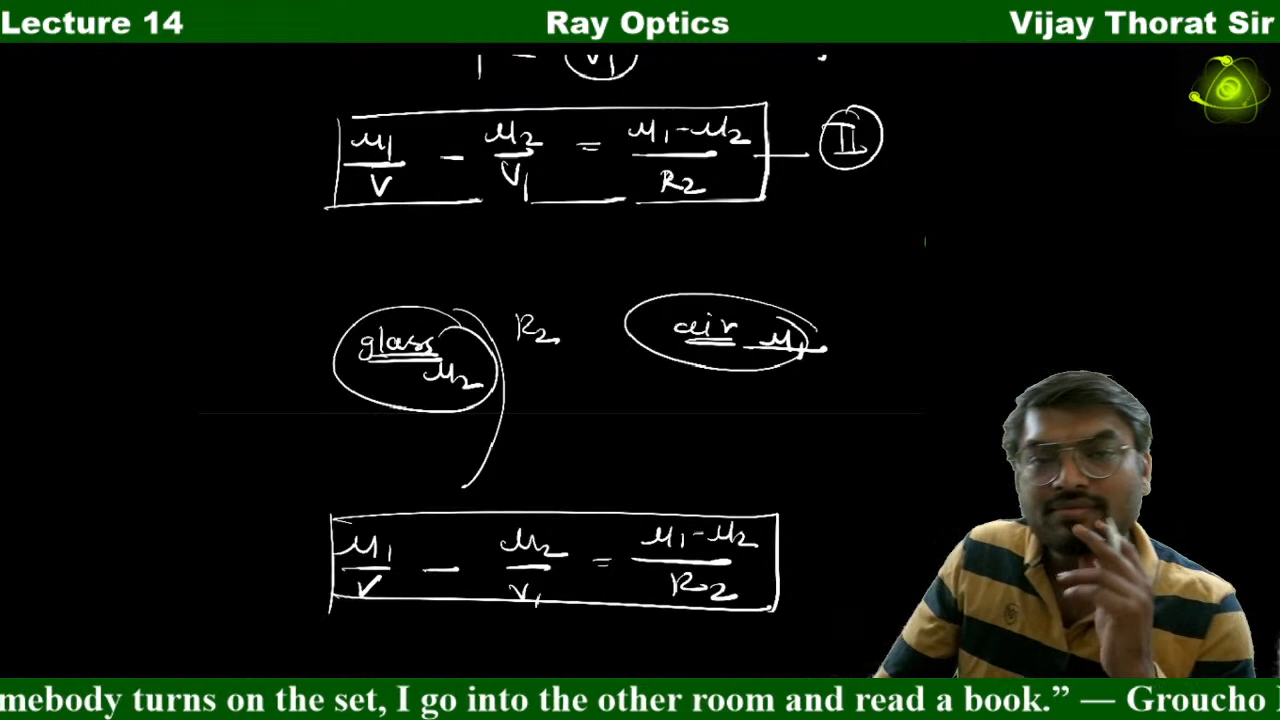 Lecture 14 Ray Optics Vijay Thorat Sir
μ1/V - μ2/V1 = μ1-μ2/R2 — II
glass μ2 R2 air μ1
μ1/V - μ2/V1 = μ1-μ2/R2
mebody turns on the set, I go into the other room and read a book.” — Groucho